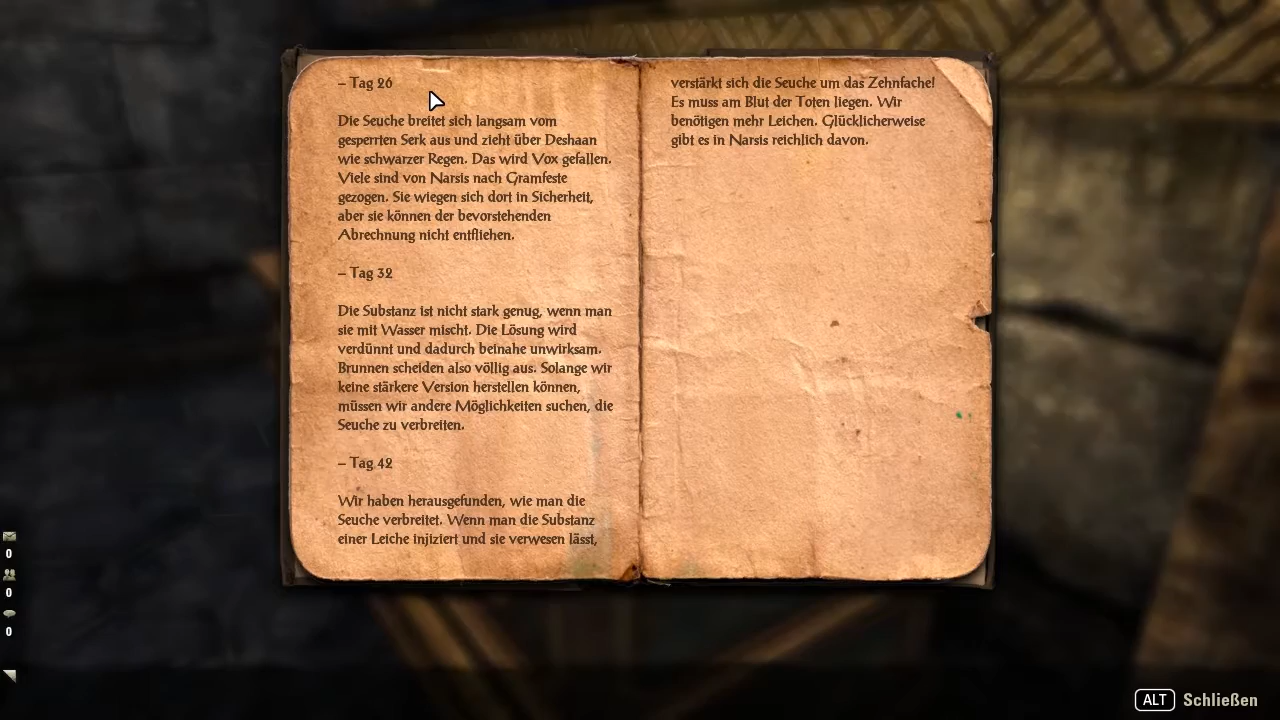 – Tag 26
Die Seuche breitet sich langsam vom
gesperrten Serk aus und zieht über Deshaan
wie schwarzer Regen. Das wird Vox gefallen.
Viele sind von Narsis nach Gramfeste
gezogen. Sie wiegen sich dort in Sicherheit,
aber sie können der bevorstehenden
Abrechnung nicht entfliehen.
– Tag 32
Die Substanz ist nicht stark genug, wenn man
sie mit Wasser mischt. Die Lösung wird
verdünnt und dadurch beinahe unwirksam.
Brunnen scheiden also völlig aus. Solange wir
keine stärkere Version herstellen können,
müssen wir andere Möglichkeiten suchen, die
Seuche zu verbreiten.
– Tag 42
Wir haben herausgefunden, wie man die
Seuche verbreitet. Wenn man die Substanz
einer Leiche injiziert und sie verwesen lässt,
verstärkt sich die Seuche um das Zehnfache!
Es muss am Blut der Toten liegen. Wir
benötigen mehr Leichen. Glücklicherweise
gibt es in Narsis reichlich davon.
0
0
0
ALT Schließen